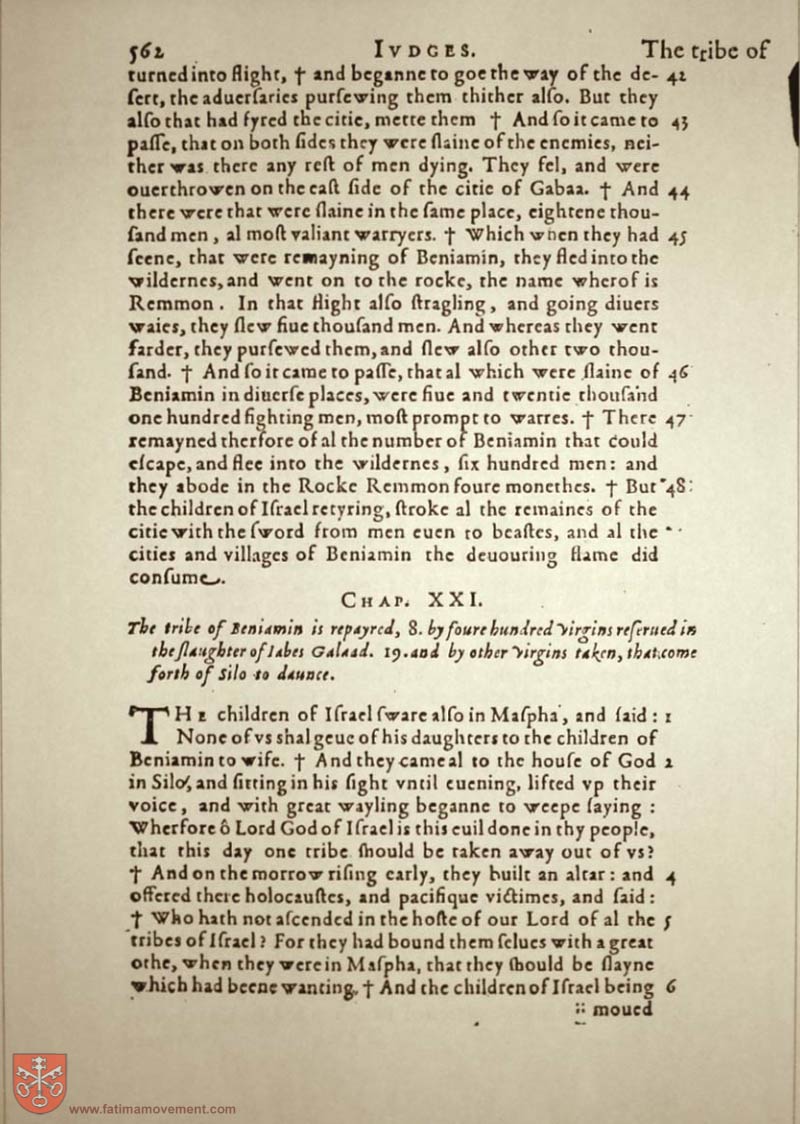 562 IVDGES. The tribe of
turned into flight, † and beganne to goe the way of the de- 42
ſert, the aduerſaries purſewing them thither alſo. But they
alſo that had fyred the citie, mette them † And ſo it came to 43
paſſe, that on both ſides they were ſlaine of the enemies, nei-
ther was there any reſt of men dying. They fel, and were
ouerthrowen on the eaſt ſide of the citie of Gabaa. † And 44
there were that were ſlaine in the ſame place, eightene thou-
ſand men, al moſt valiant warryers. † Which when they had 45
ſeene, that were remayning of Beniamin, they fled into the
wildernes, and went on to the rocke, the name wherof is
Remmon. In that flight alſo ſtragling, and going diuers
waies, they ſlew fiue thouſand men. And whereas they went
farder, they purſewed them, and ſlew alſo other two thou-
ſand. † And ſo it came to paſſe, that al which were ſlaine of 46
Beniamin in diuerſe places, were fiue and twentie thouſand
one hundred fighting men, moſt prompt to warres. † There 47
remayned therfore of al the number of Beniamin that could
eſcape, and flee into the wildernes, ſix hundred men: and
they abode in the Rocke Remmon foure monethes. † But 48
the children of Iſrael retyring, ſtroke al the remaines of the
citie with the ſword from men euen to beaſtes, and al the
cities and villages of Beniamin the deuouring flame did
conſume.
CHAP. XXI.
The tribe of Beniamin is repayred, 8. by foure hundred virgins reſerued in
the ſlaughter of Iabes Galaad. 19. and by other virgins taken, that come
forth of Silo to daunce.
THE children of Iſrael ſware alſo in Maſpha, and ſaid: 1
None of vs shal geue of his daughters to the children of
Beniamin to wife. † And they came al to the houſe of God 2
in Silo, and ſitting in his ſight vntil euening, lifted vp their
voice, and with great wayling beganne to weepe ſaying:
Wherfore ô Lord God of Iſrael is this euil done in thy people,
that this day one tribe ſhould be taken away out of vs?
† And on the morrow riſing early, they built an altar: and 4
offered there holocauſtes, and pacifique victimes, and ſaid:
† Who hath not aſcended in the hoſte of our Lord of al the 5
tribes of Iſrael? For they had bound them ſelues with a great
othe, when they were in Maſpha, that they ſhould be ſlayne
which had beene wanting. † And the children of Iſrael being 6
moued
www.fatimamovement.com